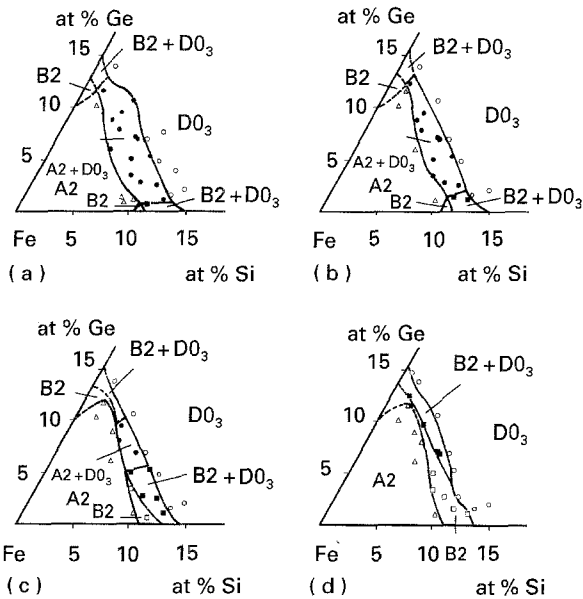 at % Ge
15
B2 + D0₃
B2
10
D0₃
5
A2 + D0₃
A2
B2
B2 + D0₃
Fe 5 10 15
(a) at % Si
at % Ge
15
B2 + D0₃
B2
10
D0₃
5
A2 + D0₃
A2
B2
B2 + D0₃
Fe 5 10 15
(b) at % Si
at % Ge
15
B2 + D0₃
B2
10
D0₃
5
A2 + D0₃
B2 + D0₃
A2
B2
Fe 5 10 15
(c) at % Si
at % Ge
15
B2 + D0₃
10
D0₃
5
A2
Fe 5 10 B2 15
(d) at % Si